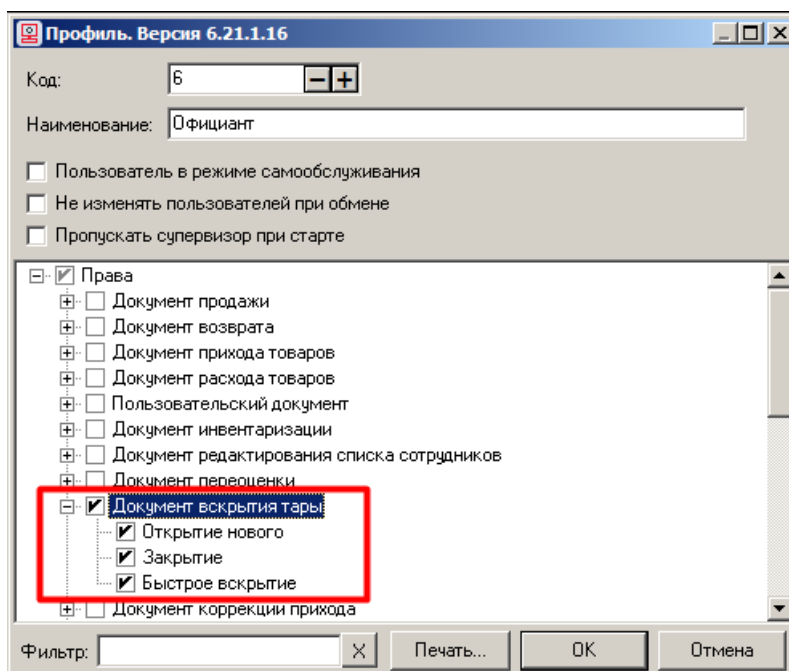 Профиль. Версия 6.21.1.16
Код: 6
Наименование: Официант
Пользователь в режиме самообслуживания
Не изменять пользователей при обмене
Пропускать супервизор при старте
Права
Документ продажи
Документ возврата
Документ прихода товаров
Документ расхода товаров
Пользовательский документ
Документ инвентаризации
Документ редактирования списка сотрудников
Документ переоценки
Документ вскрытия тары
Открытие нового
Закрытие
Быстрое вскрытие
Документ коррекции прихода
Фильтр: X Печать... OK Отмена